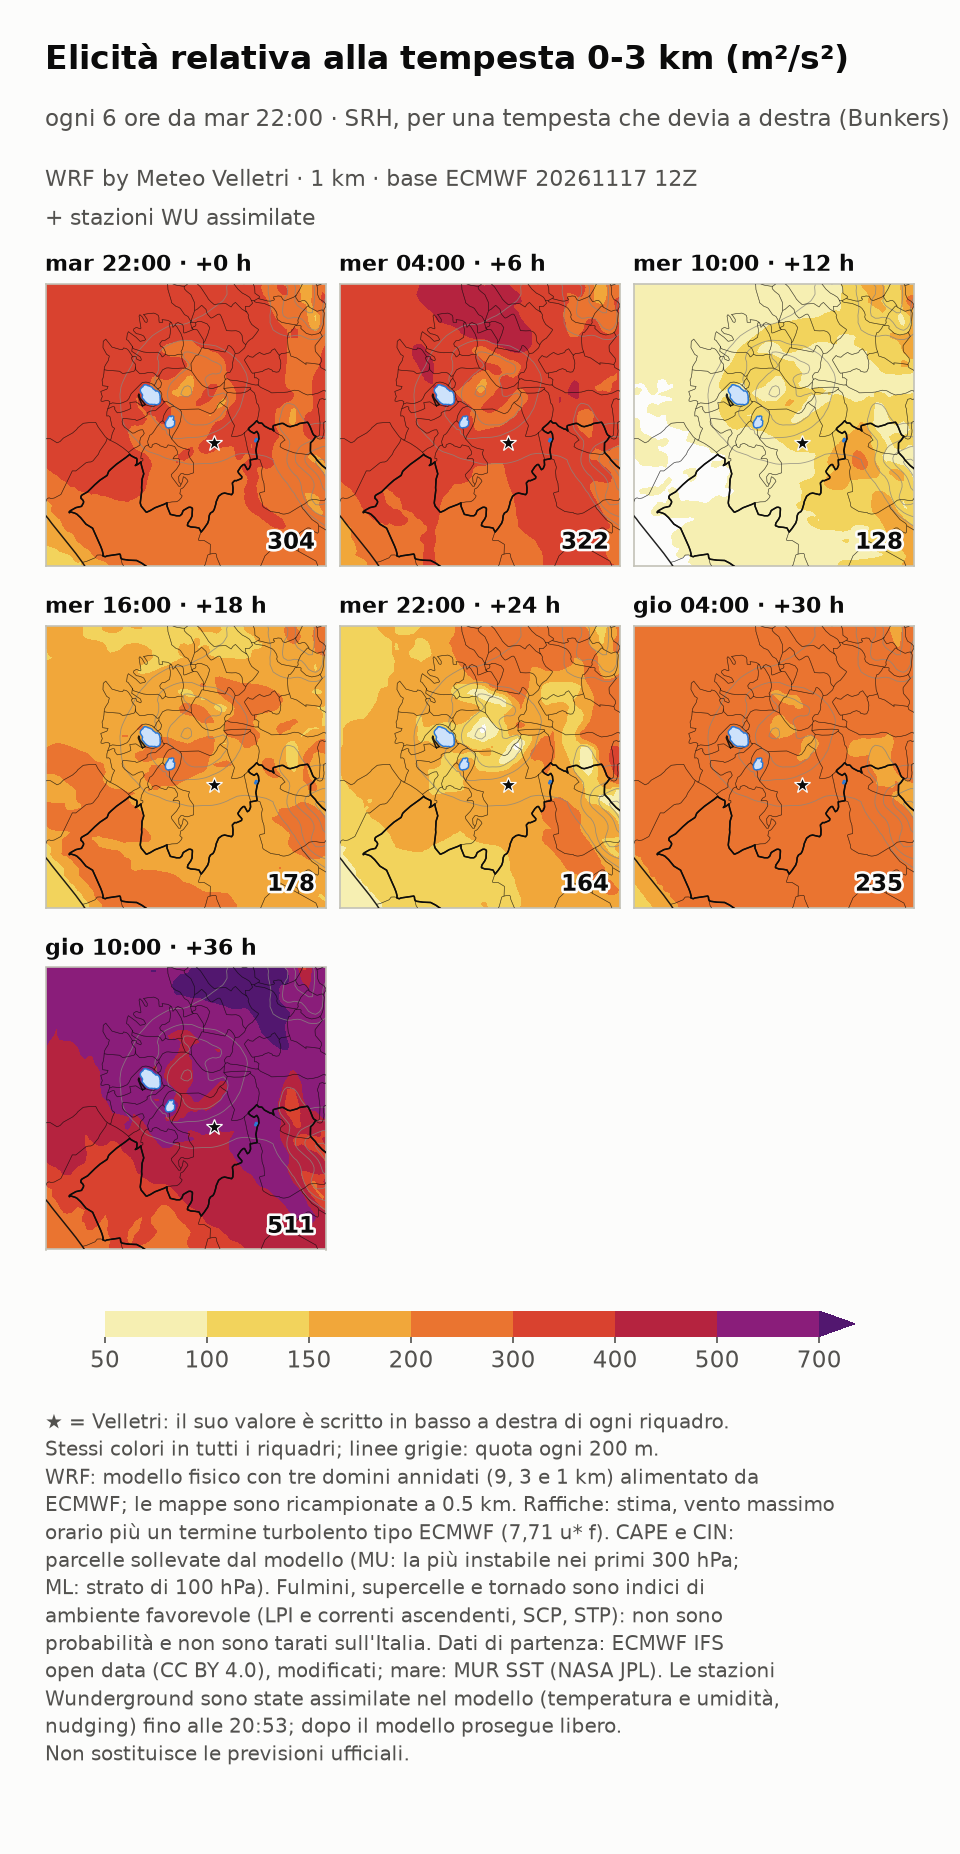 Elicità relativa alla tempesta 0-3 km (m²/s²)
ogni 6 ore da mar 22:00 · SRH, per una tempesta che devia a destra (Bunkers)
WRF by Meteo Velletri · 1 km · base ECMWF 20261117 12Z
+ stazioni WU assimilate
mar 22:00 · +0 h
mer 04:00 · +6 h
mer 10:00 · +12 h
304
322
128
mer 16:00 · +18 h
mer 22:00 · +24 h
gio 04:00 · +30 h
178
164
235
gio 10:00 · +36 h
511
50 100 150 200 300 400 500 700
★ = Velletri: il suo valore è scritto in basso a destra di ogni riquadro.
Stessi colori in tutti i riquadri; linee grigie: quota ogni 200 m.
WRF: modello fisico con tre domini annidati (9, 3 e 1 km) alimentato da
ECMWF; le mappe sono ricampionate a 0.5 km. Raffiche: stima, vento massimo
orario più un termine turbolento tipo ECMWF (7,71 u* f). CAPE e CIN:
parcelle sollevate dal modello (MU: la più instabile nei primi 300 hPa;
ML: strato di 100 hPa). Fulmini, supercelle e tornado sono indici di
ambiente favorevole (LPI e correnti ascendenti, SCP, STP): non sono
probabilità e non sono tarati sull'Italia. Dati di partenza: ECMWF IFS
open data (CC BY 4.0), modificati; mare: MUR SST (NASA JPL). Le stazioni
Wunderground sono state assimilate nel modello (temperatura e umidità,
nudging) fino alle 20:53; dopo il modello prosegue libero.
Non sostituisce le previsioni ufficiali.